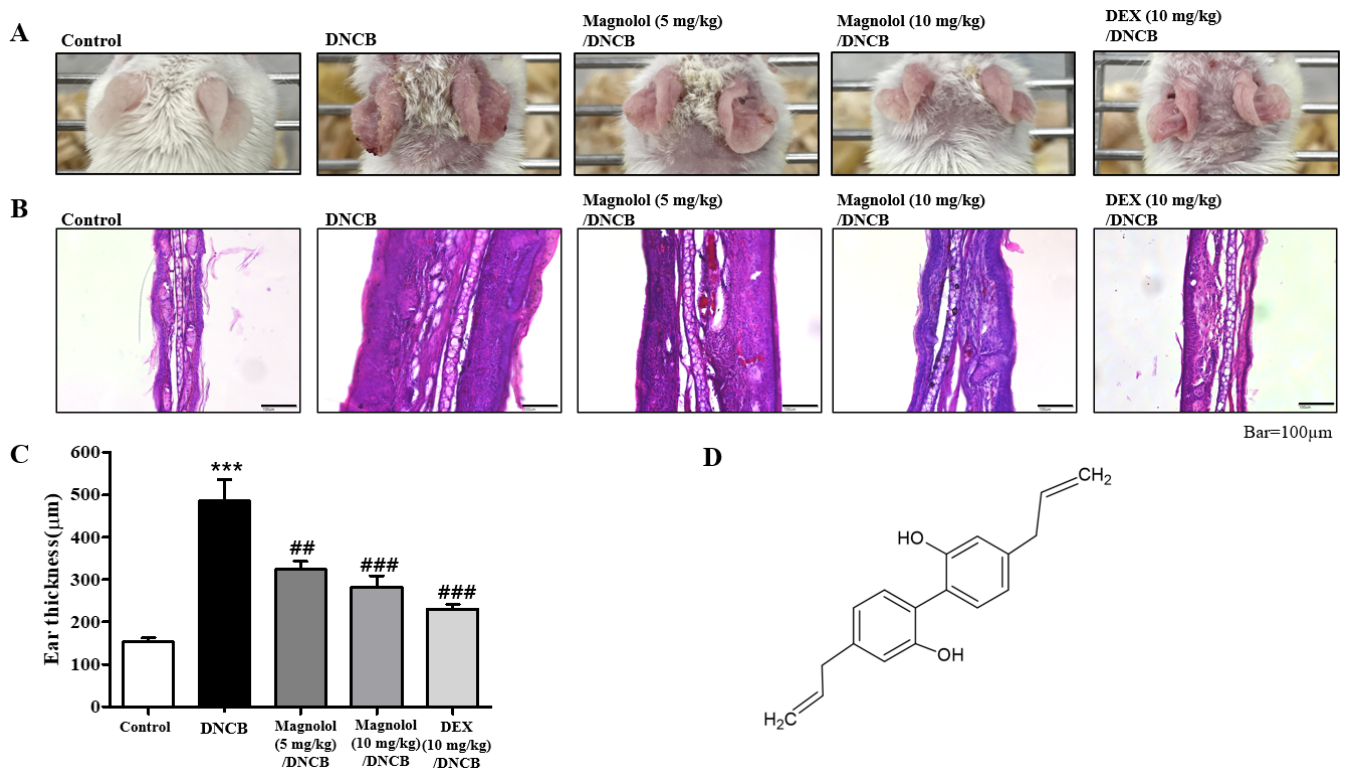 A
Control
DNCB
Magnolol (5 mg/kg)
/DNCB
Magnolol (10 mg/kg)
/DNCB
DEX (10 mg/kg)
/DNCB
B
Control
DNCB
Magnolol (5 mg/kg)
/DNCB
Magnolol (10 mg/kg)
/DNCB
DEX (10 mg/kg)
/DNCB
Bar=100μm
C
Ear thickness(μm)
600
500
400
300
200
100
0
***
##
###
###
Control
DNCB
Magnolol
(5 mg/kg)
/DNCB
Magnolol
(10 mg/kg)
/DNCB
DEX
(10 mg/kg)
/DNCB
D
CH2
HO
OH
H2C